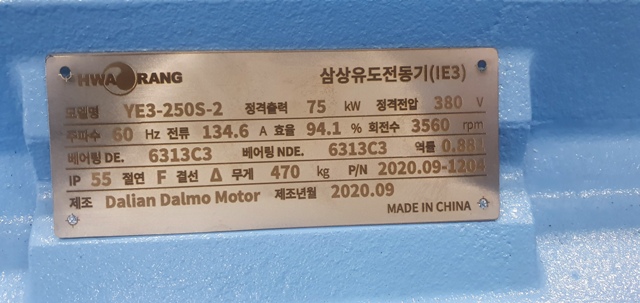 HWA RANG 삼상유도전동기(IE3)
모델명 YE3-250S-2 정격출력 75 kW 정격전압 380 V
주파수 60 Hz 전류 134.6 A 효율 94.1 % 회전수 3560 rpm
베어링 DE. 6313C3 베어링 NDE. 6313C3 역률 0.881
IP 55 절연 F 결선 Δ 무게 470 kg P/N 2020.09-1204
제조 Dalian Dalmo Motor 제조년월 2020.09
MADE IN CHINA